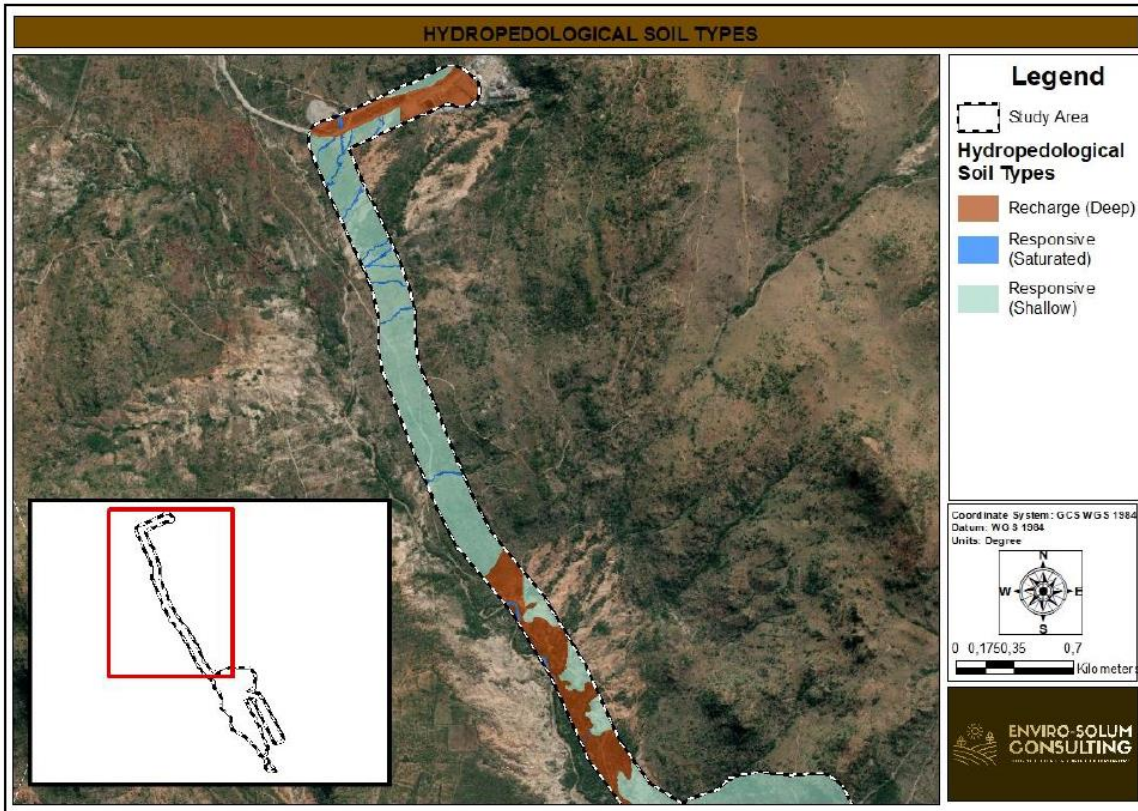 HYDROPEDOLOGICAL SOIL TYPES
Legend
Study Area
Hydropedological
Soil Types
Recharge (Deep)
Responsive
(Saturated)
Responsive
(Shallow)
Coordinate System: GCS WGS 1984
Datum: WGS 1984
Units: Degree
N
W E
S
0 0,1750,35 0,7
Kilometers
ENVIRO-SOLUM
CONSULTING